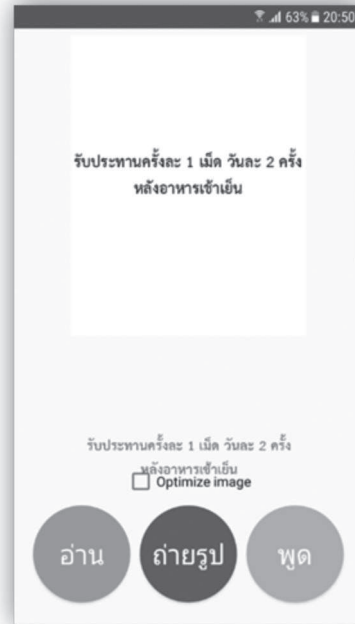 63% 20:50
รับประทานครั้งละ 1 เม็ด วันละ 2 ครั้ง
หลังอาหารเช้าเย็น
รับประทานครั้งละ 1 เม็ด วันละ 2 ครั้ง
หลังอาหารเช้าเย็น
Optimize image
อ่าน ถ่ายรูป พูด